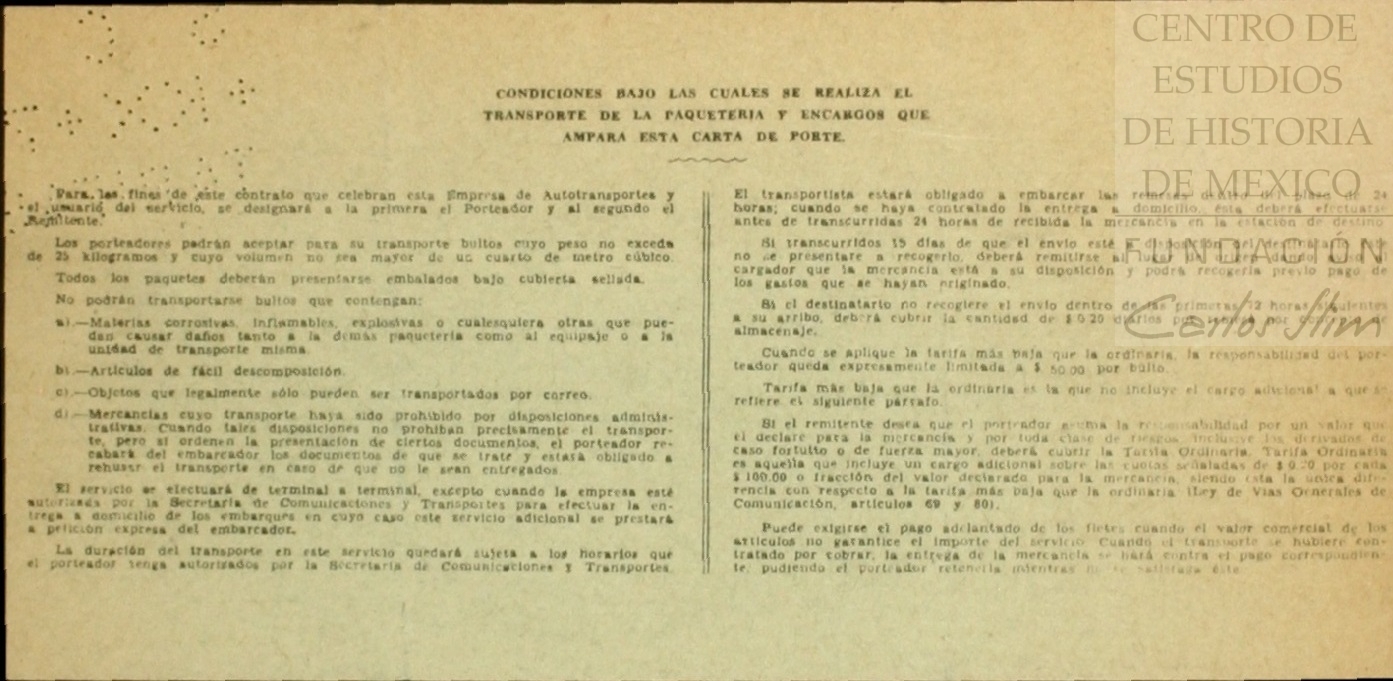 CONDICIONES BAJO LAS CUALES SE REALIZA EL
TRANSPORTE DE LA PAQUETERIA Y ENCARGOS QUE
AMPARA ESTA CARTA DE PORTE.
Para las fines de este contrato que celebran esta Empresa de Autotransportes y
el usuario del servicio, se designará a la primera el Porteador y al segundo el
Remitente.
Los porteadores podrán aceptar para su transporte bultos cuyo peso no exceda
de 25 kilogramos y cuyo volumen no sea mayor de un cuarto de metro cúbico.
Todos los paquetes deberán presentarse embalados bajo cubierta sellada.
No podrán transportarse bultos que contengan:
a).—Materias corrosivas, inflamables, explosivas o cualesquiera otras que pue-
dan causar daños tanto a la demás paquetería como al equipaje o a la
unidad de transporte misma.
b).—Artículos de fácil descomposición.
c).—Objetos que legalmente sólo pueden ser transportados por correo.
d).—Mercancías cuyo transporte haya sido prohibido por disposiciones adminis-
trativas. Cuando tales disposiciones no prohiban precisamente el transpor-
te, pero si ordenen la presentación de ciertos documentos, el porteador re-
cabará del embarcador los documentos de que se trate y estará obligado a
rehusar el transporte en caso de que no le sean entregados.
El servicio se efectuará de terminal a terminal, excepto cuando la empresa esté
autorizada por la Secretaría de Comunicaciones y Transportes para efectuar la en-
trega a domicilio de los embarques en cuyo caso este servicio adicional se prestará
a petición expresa del embarcador.
La duración del transporte en este servicio quedará sujeta a los horarios que
el porteador tenga autorizados por la Secretaría de Comunicaciones y Transportes.
El transportista estará obligado a embarcar las remesas dentro del plazo de 24
horas; cuando se haya contratado la entrega a domicilio, ésta deberá efectuarse
antes de transcurridas 24 horas de recibida la mercancía en la estación de destino
Si transcurridos 15 días de que el envío esté a disposición del destinatario
no se presentare a recogerlo, deberá remitirse al
cargador que la mercancía está a su disposición y podrá recogerla previo pago de
los gastos que se hayan originado.
Si el destinatario no recogiere el envío dentro de las primeras 72 horas siguientes
a su arribo, deberá cubrir la cantidad de $ 0.20 diarios por
almacenaje.
Cuando se aplique la tarifa más baja que la ordinaria, la responsabilidad del por-
teador queda expresamente limitada a $ 50.00 por bulto.
Tarifa más baja que la ordinaria es la que no incluye el cargo adicional a que se
refiere el siguiente párrafo.
Si el remitente desea que el porteador asuma la responsabilidad por un valor que
él declare para la mercancía y por toda clase de riesgos, inclusive los derivados de
caso fortuito o de fuerza mayor, deberá cubrir la Tarifa Ordinaria. Tarifa Ordinaria
es aquella que incluye un cargo adicional sobre las cuotas señaladas de $ 0.20 por cada
$ 100.00 o fracción del valor declarado para la mercancía, siendo esta la única dife-
rencia con respecto a la tarifa más baja que la ordinaria (Ley de Vías Generales de
Comunicación, artículos 69 y 80).
Puede exigirse el pago adelantado de los fletes cuando el valor comercial de los
artículos no garantice el importe del servicio. Cuando el transporte se hubiere con-
tratado por cobrar, la entrega de la mercancía se hará contra el pago correspondien-
te, pudiendo el porteador retenerla mientras no se satisfaga éste
CENTRO DE
ESTUDIOS
DE HISTORIA
DE MEXICO
FUNDACIÓN
Carlos Slim